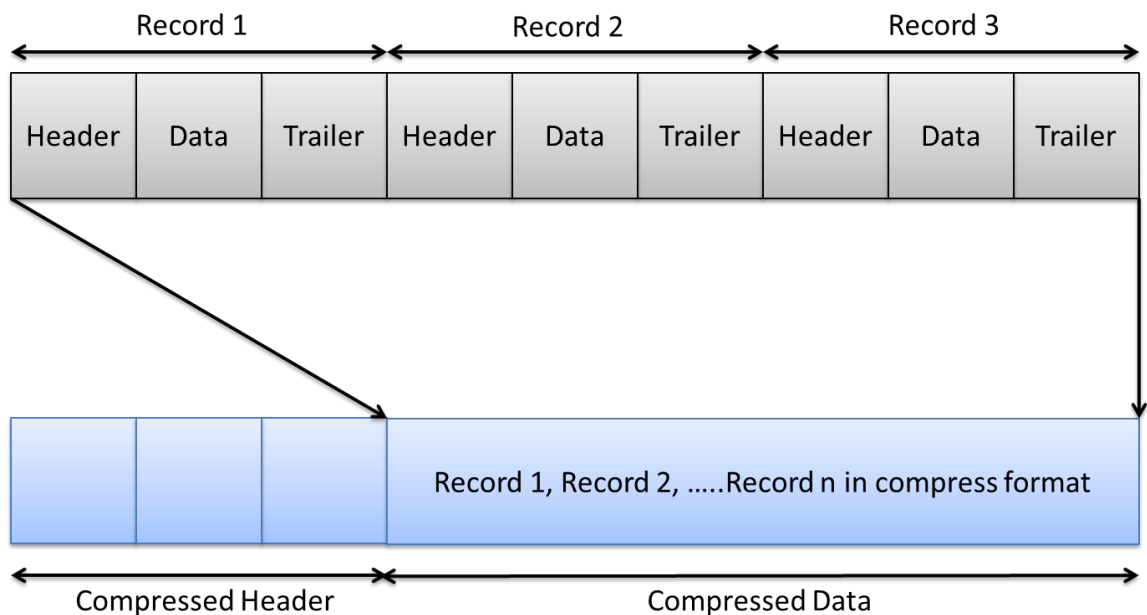 Record 1 Record 2 Record 3
Header Data Trailer Header Data Trailer Header Data Trailer
Record 1, Record 2, .....Record n in compress format
Compressed Header Compressed Data